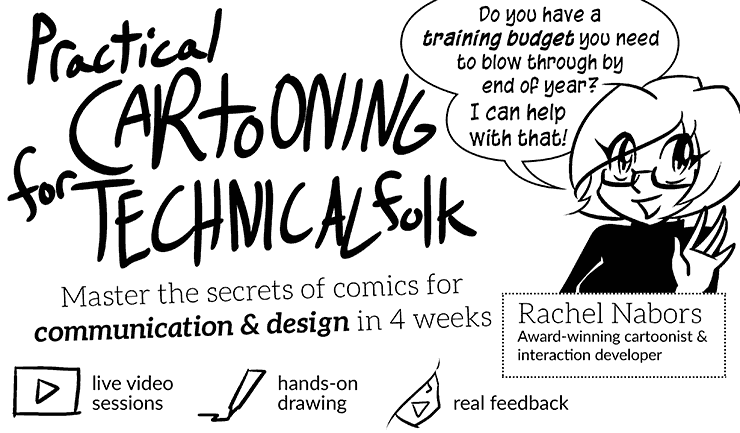 Practical
CARtOONING
for TECHNICAL folk
Do you have a
training budget you need
to blow through by
end of year?
I can help
with that!
Master the secrets of comics for
communication & design in 4 weeks
Rachel Nabors
Award-winning cartoonist &
interaction developer
live video
sessions
hands-on
drawing
real feedback